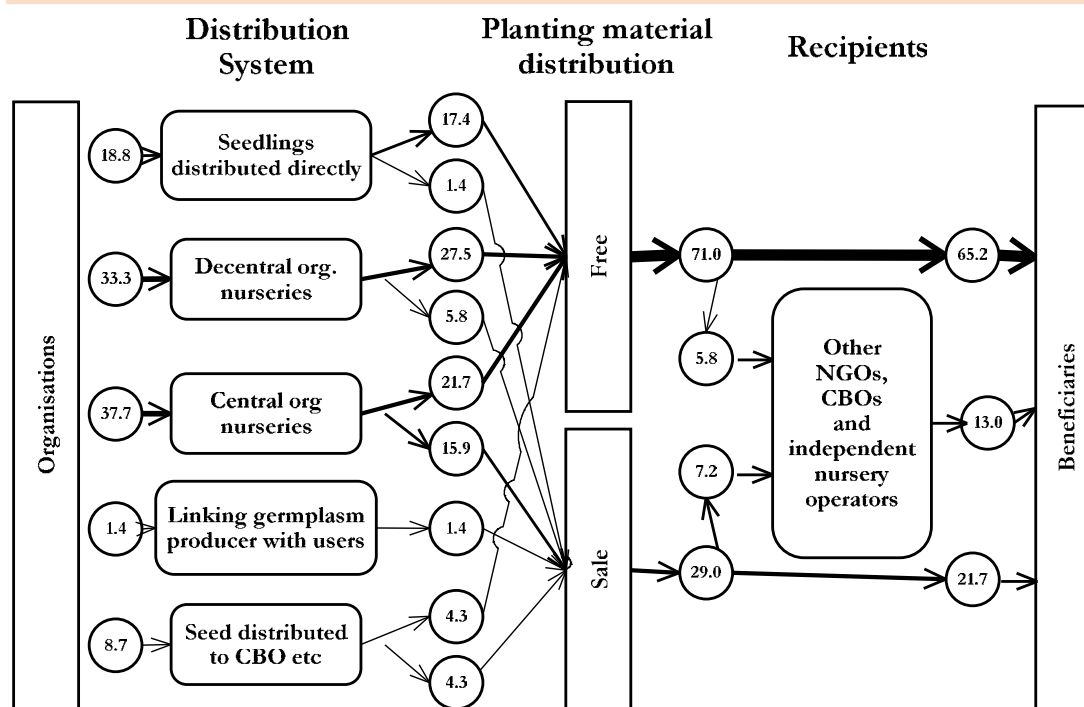 Distribution
System
Planting material
distribution
Recipients
Organisations
18.8
Seedlings
distributed directly
17.4
1.4
33.3
Decentral org.
nurseries
27.5
5.8
37.7
Central org
nurseries
21.7
15.9
1.4
Linking germplasm
producer with users
1.4
8.7
Seed distributed
to CBO etc
4.3
4.3
Free
Sale
71.0
5.8
7.2
29.0
Other
NGOs,
CBOs
and
independent
nursery
operators
65.2
13.0
21.7
Beneficiaries